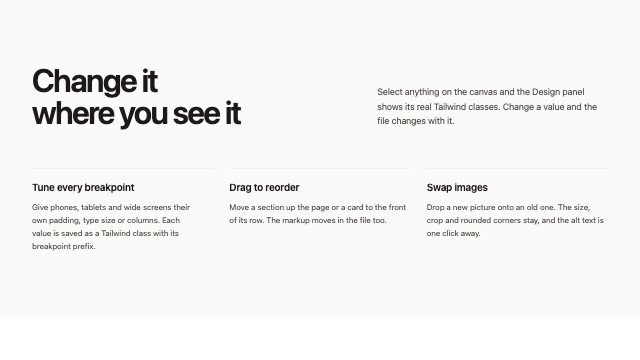 Change it
where you see it
Select anything on the canvas and the Design panel
shows its real Tailwind classes. Change a value and the
file changes with it.
Tune every breakpoint
Give phones, tablets and wide screens their
own padding, type size or columns. Each
value is saved as a Tailwind class with its
breakpoint prefix.
Drag to reorder
Move a section up the page or a card to the front
of its row. The markup moves in the file too.
Swap images
Drop a new picture onto an old one. The size,
crop and rounded corners stay, and the alt text is
one click away.